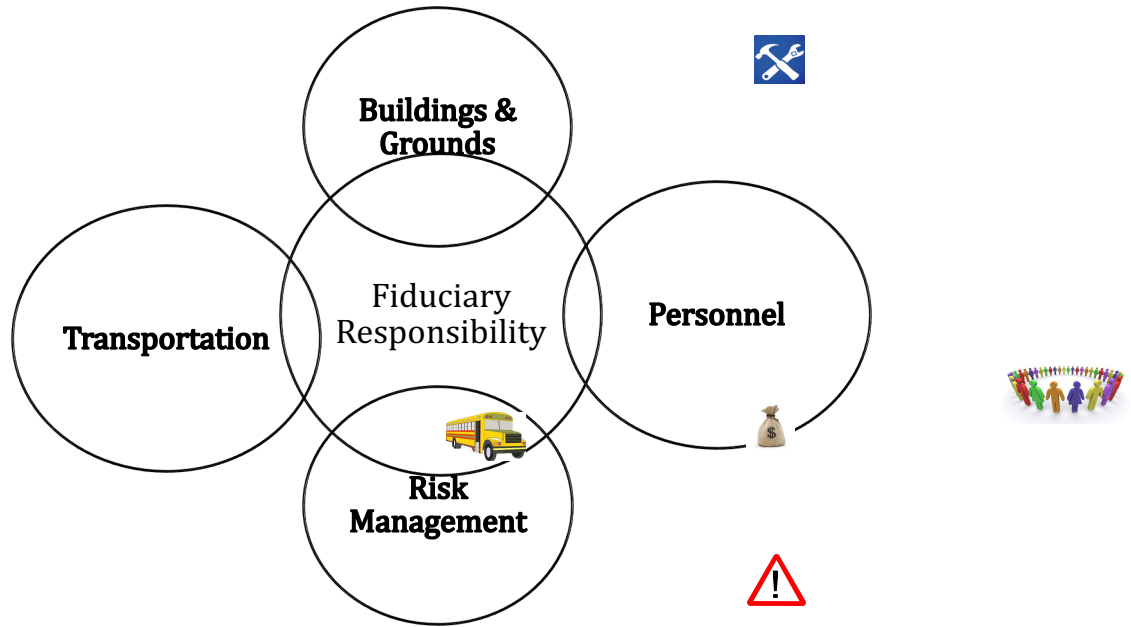 Buildings &
Grounds
Fiduciary
Responsibility
Transportation
Personnel
$
Risk
Management
!